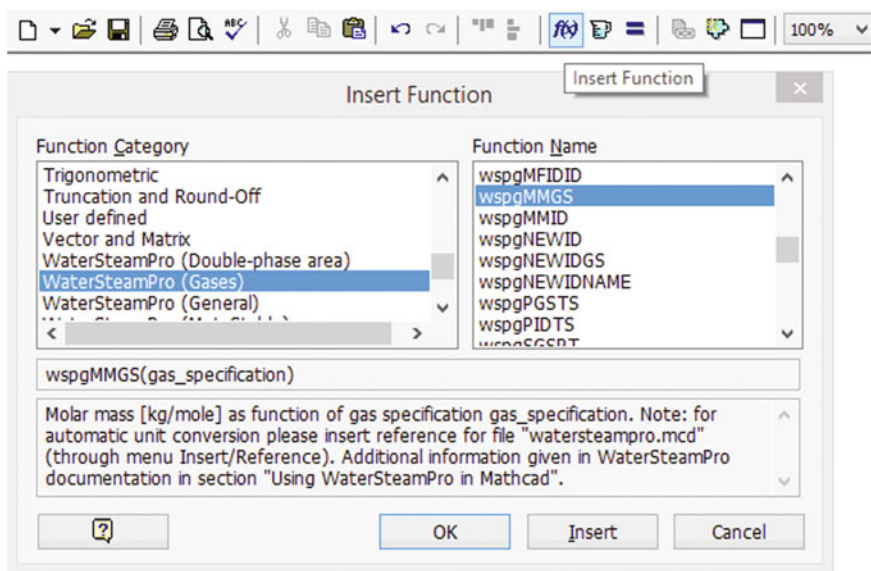 ABC
100%
f(x)
Insert Function
Insert Function
Function Category
Function Name
Trigonometric
Truncation and Round-Off
User defined
Vector and Matrix
WaterSteamPro (Double-phase area)
WaterSteamPro (Gases)
WaterSteamPro (General)
wspgMFIDID
wspgMMGS
wspgMMID
wspgNEWID
wspgNEWIDGS
wspgNEWIDNAME
wspgPGSTS
wspgPIDTS
wspgMMGS(gas_specification)
Molar mass [kg/mole] as function of gas specification gas_specification. Note: for
automatic unit conversion please insert reference for file "watersteampro.mcd"
(through menu Insert/Reference). Additional information given in WaterSteamPro
documentation in section "Using WaterSteamPro in Mathcad".
?
OK
Insert
Cancel